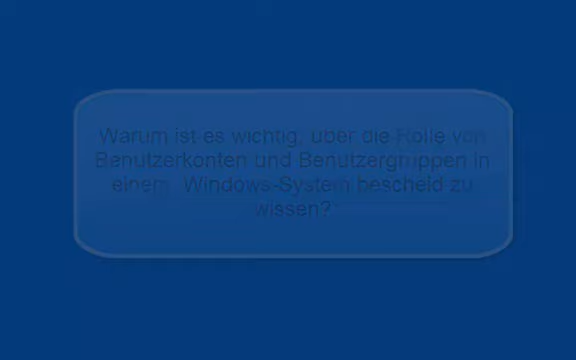 Warum ist es wichtig, über die Rolle von
Benutzerkonten und Benutzergruppen in
einem Windows-System bescheid zu
wissen?